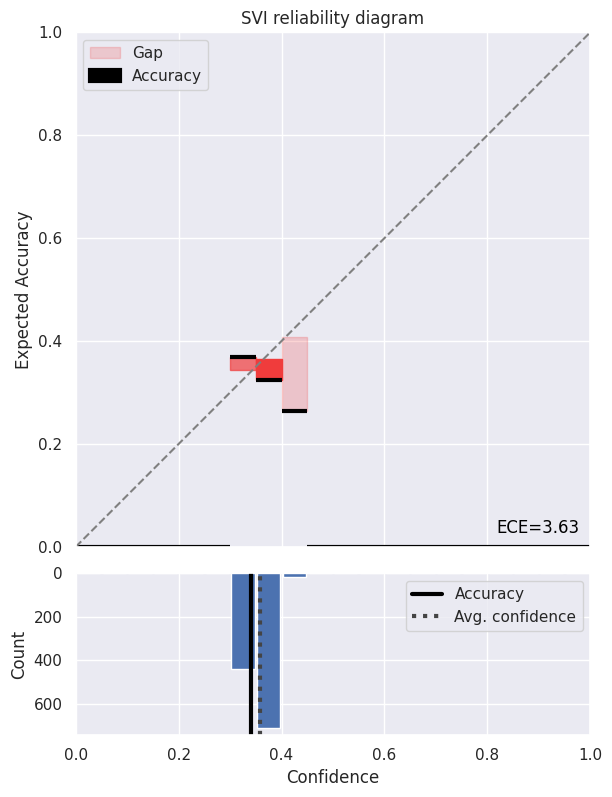 SVI reliability diagram
1.0
Gap
Accuracy
0.8
0.6
Expected Accuracy
0.4
0.2
ECE=3.63
0.0
0
Accuracy
Avg. confidence
200
Count
400
600
0.0 0.2 0.4 0.6 0.8 1.0
Confidence